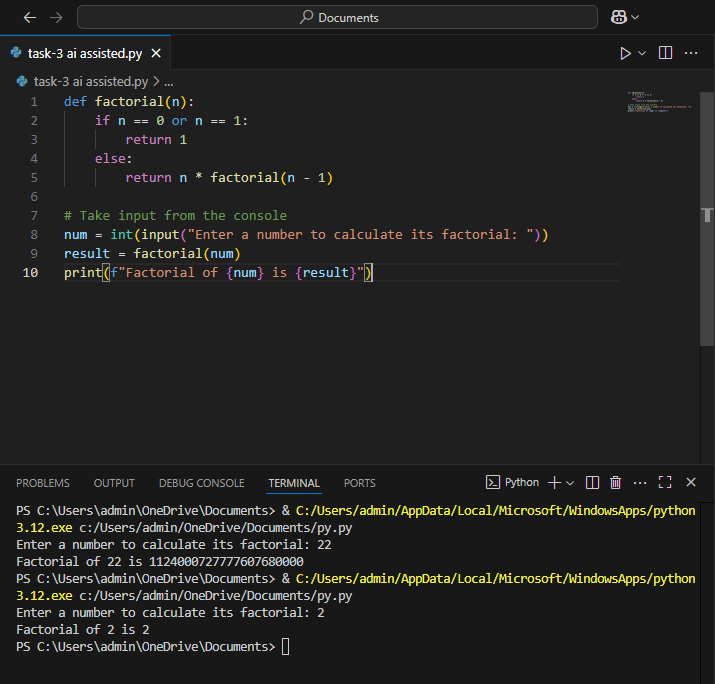 Documents
task-3 ai assisted.py
task-3 ai assisted.py > ...
1 def factorial(n):
2     if n == 0 or n == 1:
3         return 1
4     else:
5         return n * factorial(n - 1)
6
7 # Take input from the console
8 num = int(input("Enter a number to calculate its factorial: "))
9 result = factorial(num)
10 print(f"Factorial of {num} is {result}")
PROBLEMS OUTPUT DEBUG CONSOLE TERMINAL PORTS Python
PS C:\Users\admin\OneDrive\Documents> & C:/Users/admin/AppData/Local/Microsoft/WindowsApps/python
3.12.exe c:/Users/admin/OneDrive/Documents/py.py
Enter a number to calculate its factorial: 22
Factorial of 22 is 1124000727777607680000
PS C:\Users\admin\OneDrive\Documents> & C:/Users/admin/AppData/Local/Microsoft/WindowsApps/python
3.12.exe c:/Users/admin/OneDrive/Documents/py.py
Enter a number to calculate its factorial: 2
Factorial of 2 is 2
PS C:\Users\admin\OneDrive\Documents>